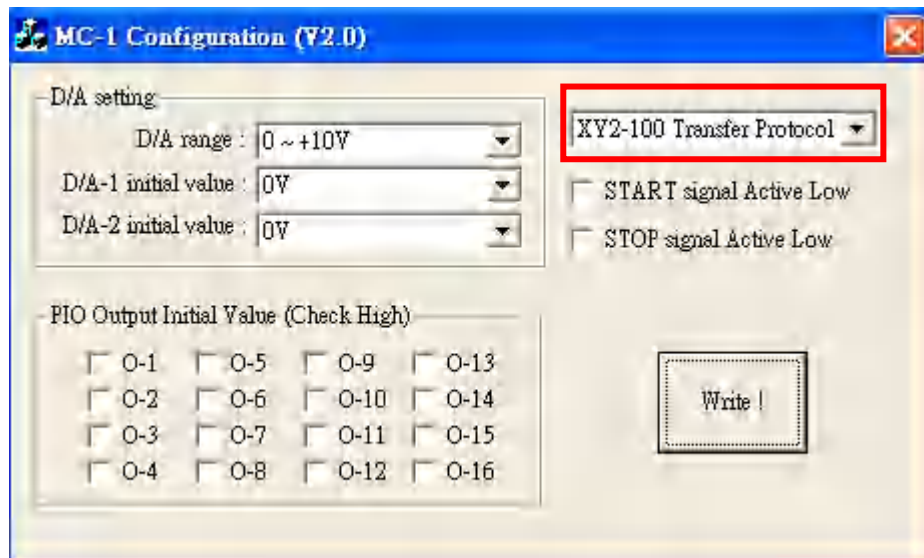 MC-1 Configuration (V2.0)
D/A setting
D/A range : 0 ~ +10V
D/A-1 initial value : 0V
D/A-2 initial value : 0V
XY2-100 Transfer Protocol
START signal Active Low
STOP signal Active Low
PIO Output Initial Value (Check High)
O-1 O-5 O-9 O-13
O-2 O-6 O-10 O-14
O-3 O-7 O-11 O-15
O-4 O-8 O-12 O-16
Write !